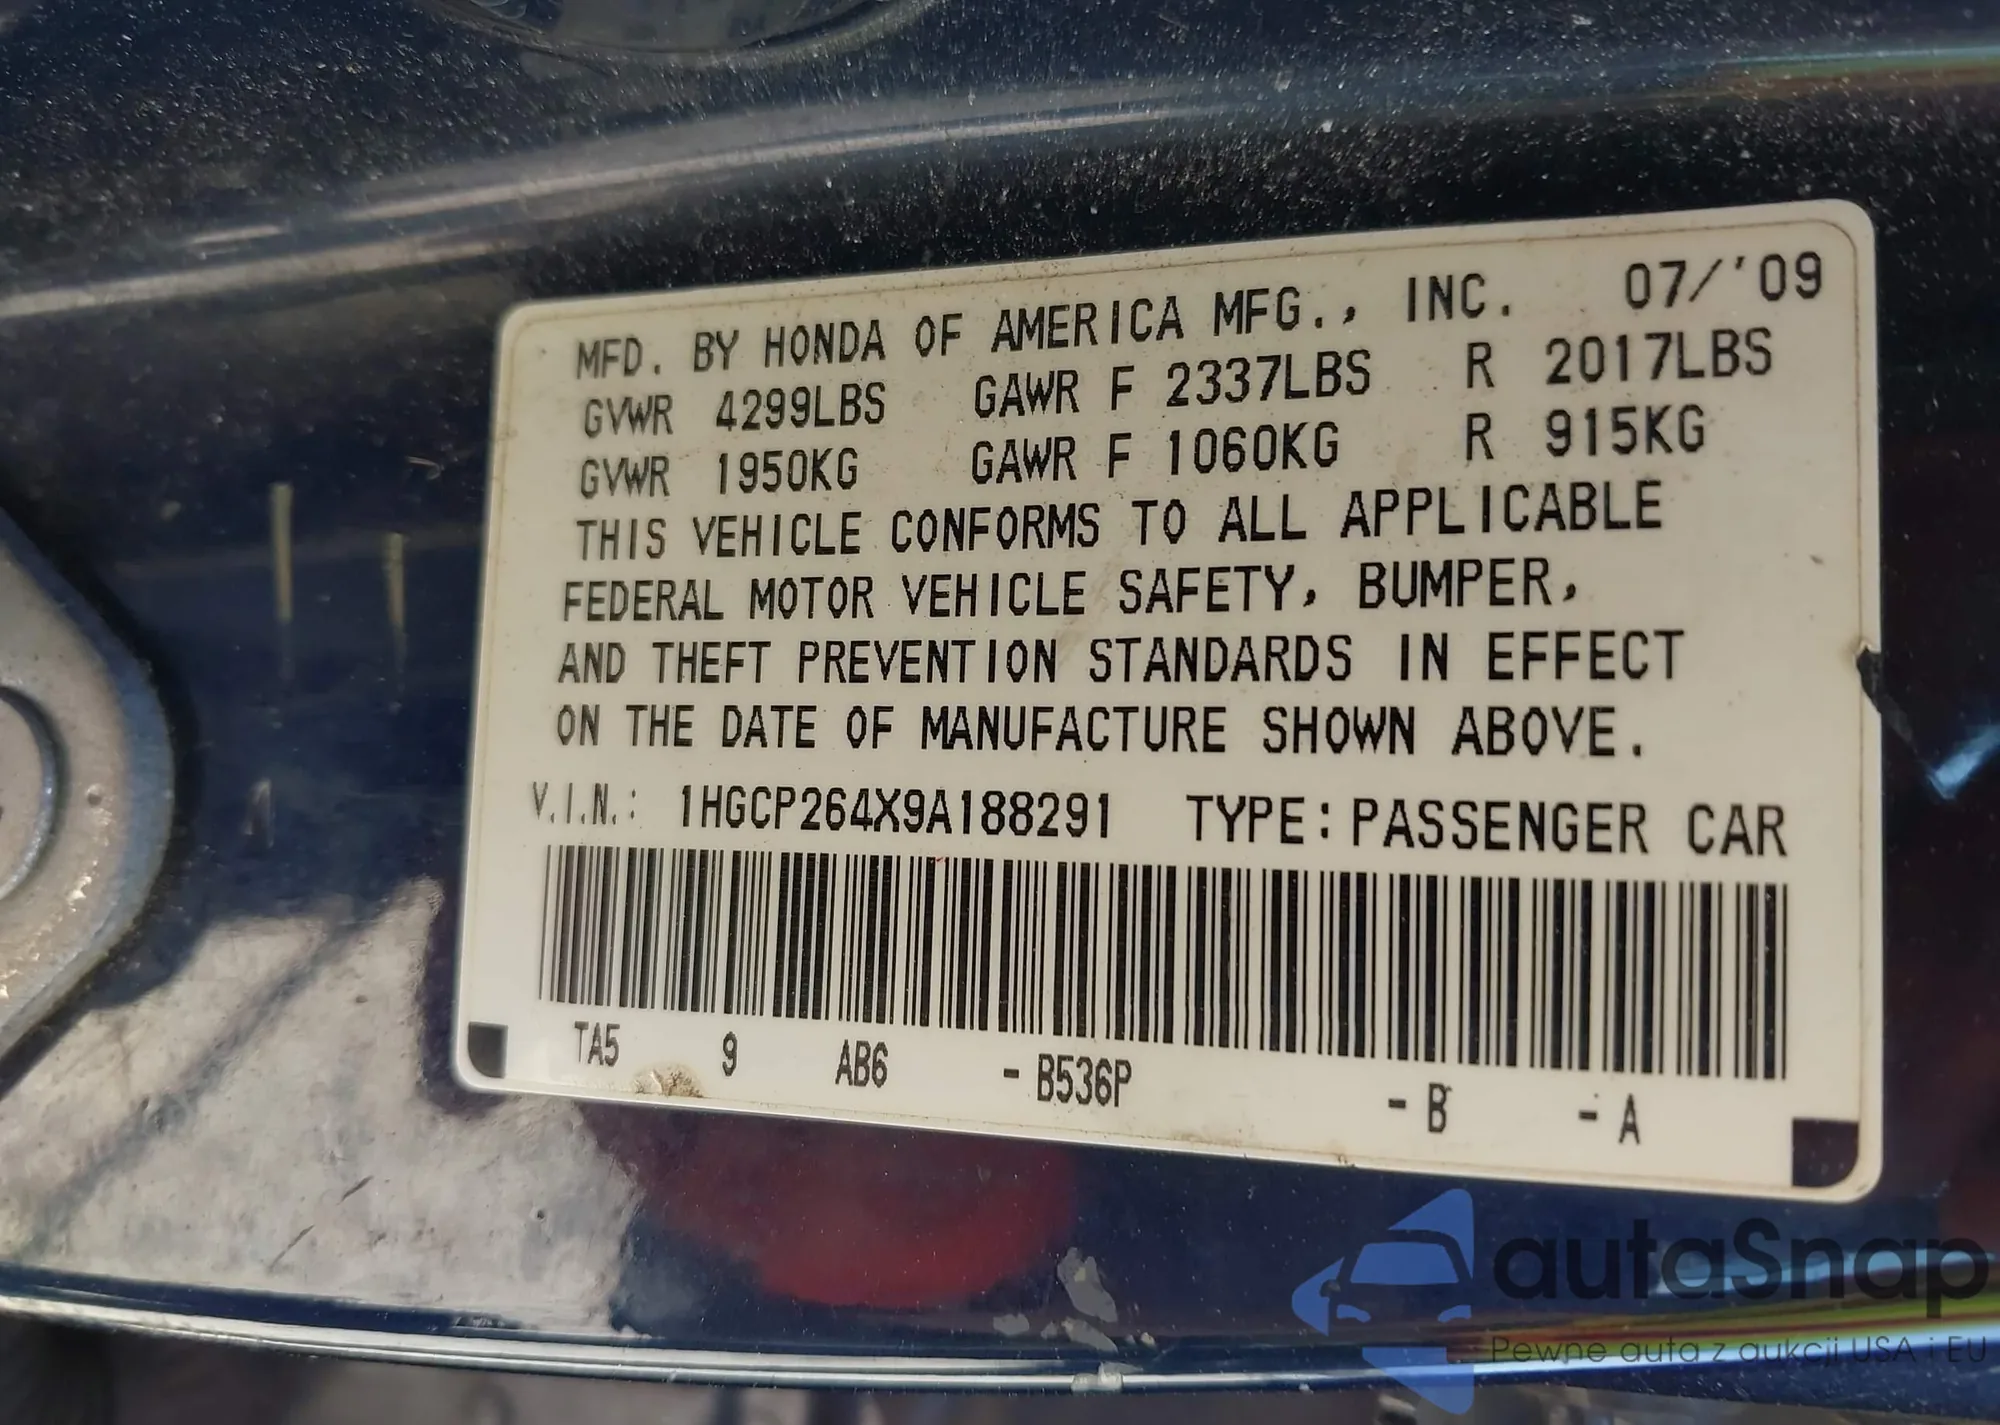 MFD. BY HONDA OF AMERICA MFG., INC. 07/'09
GVWR 4299LBS GAWR F 2337LBS R 2017LBS
GVWR 1950KG GAWR F 1060KG R 915KG
THIS VEHICLE CONFORMS TO ALL APPLICABLE
FEDERAL MOTOR VEHICLE SAFETY, BUMPER,
AND THEFT PREVENTION STANDARDS IN EFFECT
ON THE DATE OF MANUFACTURE SHOWN ABOVE.
V.I.N.: 1HGCP264X9A188291 TYPE:PASSENGER CAR
TA5 9 AB6 -B536P -B -A
autaSnap
Pewne auta z aukcji USA i EU